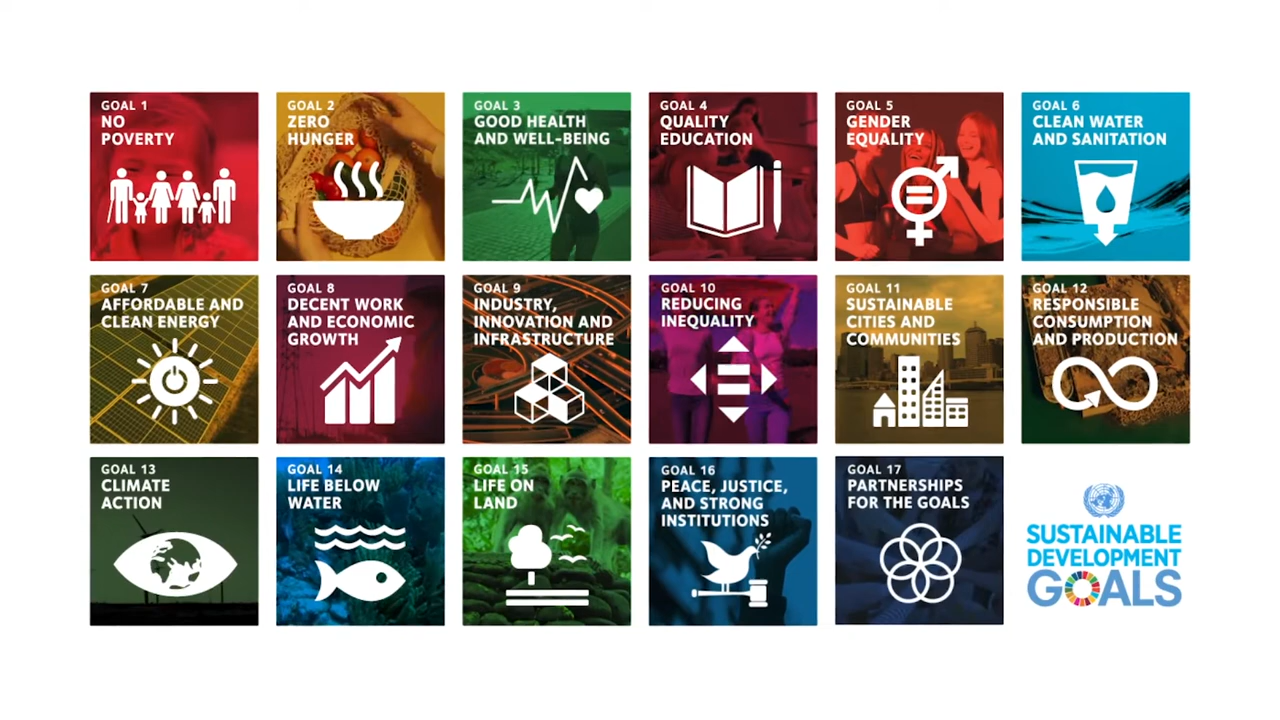 GOAL 1
NO
POVERTY
GOAL 2
ZERO
HUNGER
GOAL 3
GOOD HEALTH
AND WELL-BEING
GOAL 4
QUALITY
EDUCATION
GOAL 5
GENDER
EQUALITY
GOAL 6
CLEAN WATER
AND SANITATION
GOAL 7
AFFORDABLE AND
CLEAN ENERGY
GOAL 8
DECENT WORK
AND ECONOMIC
GROWTH
GOAL 9
INDUSTRY,
INNOVATION AND
INFRASTRUCTURE
GOAL 10
REDUCING
INEQUALITY
GOAL 11
SUSTAINABLE
CITIES AND
COMMUNITIES
GOAL 12
RESPONSIBLE
CONSUMPTION
AND PRODUCTION
GOAL 13
CLIMATE
ACTION
GOAL 14
LIFE BELOW
WATER
GOAL 15
LIFE ON
LAND
GOAL 16
PEACE, JUSTICE,
AND STRONG
INSTITUTIONS
GOAL 17
PARTNERSHIPS
FOR THE GOALS
SUSTAINABLE
DEVELOPMENT
GOALS